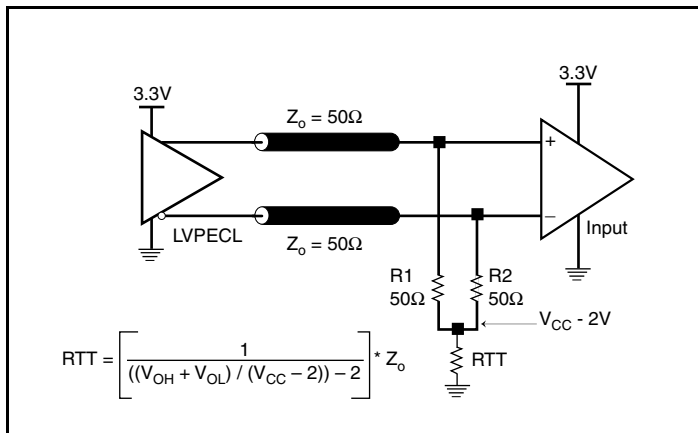 3.3V
3.3V
Zo = 50Ω
+
LVPECL
Zo = 50Ω
–
Input
R1
50Ω
R2
50Ω
VCC - 2V
RTT
RTT = [ 1 / (((VOH + VOL) / (VCC – 2)) – 2) ] * Zo